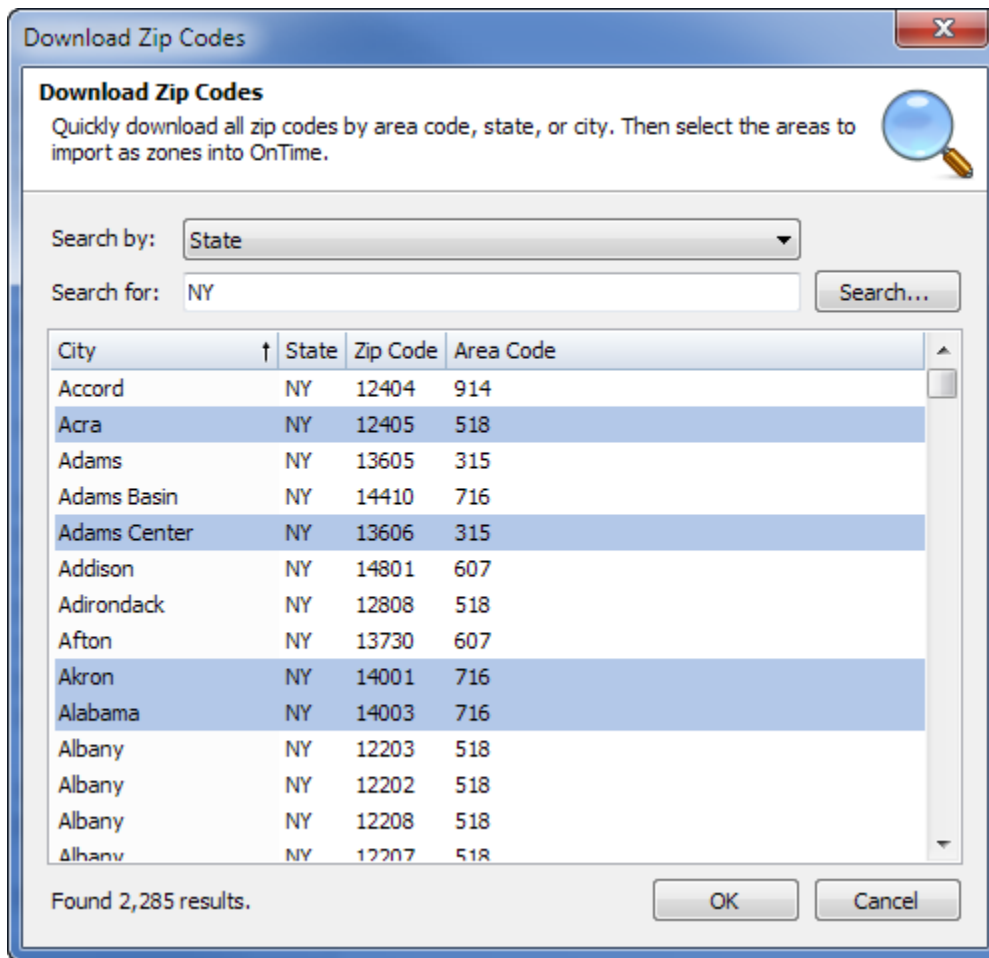 Download Zip Codes
Download Zip Codes
Quickly download all zip codes by area code, state, or city. Then select the areas to
import as zones into OnTime.
Search by: State
Search for: NY Search...
City ↑ State Zip Code Area Code
Accord NY 12404 914
Acra NY 12405 518
Adams NY 13605 315
Adams Basin NY 14410 716
Adams Center NY 13606 315
Addison NY 14801 607
Adirondack NY 12808 518
Afton NY 13730 607
Akron NY 14001 716
Alabama NY 14003 716
Albany NY 12203 518
Albany NY 12202 518
Albany NY 12208 518
Albany NY 12207 518
Found 2,285 results. OK Cancel